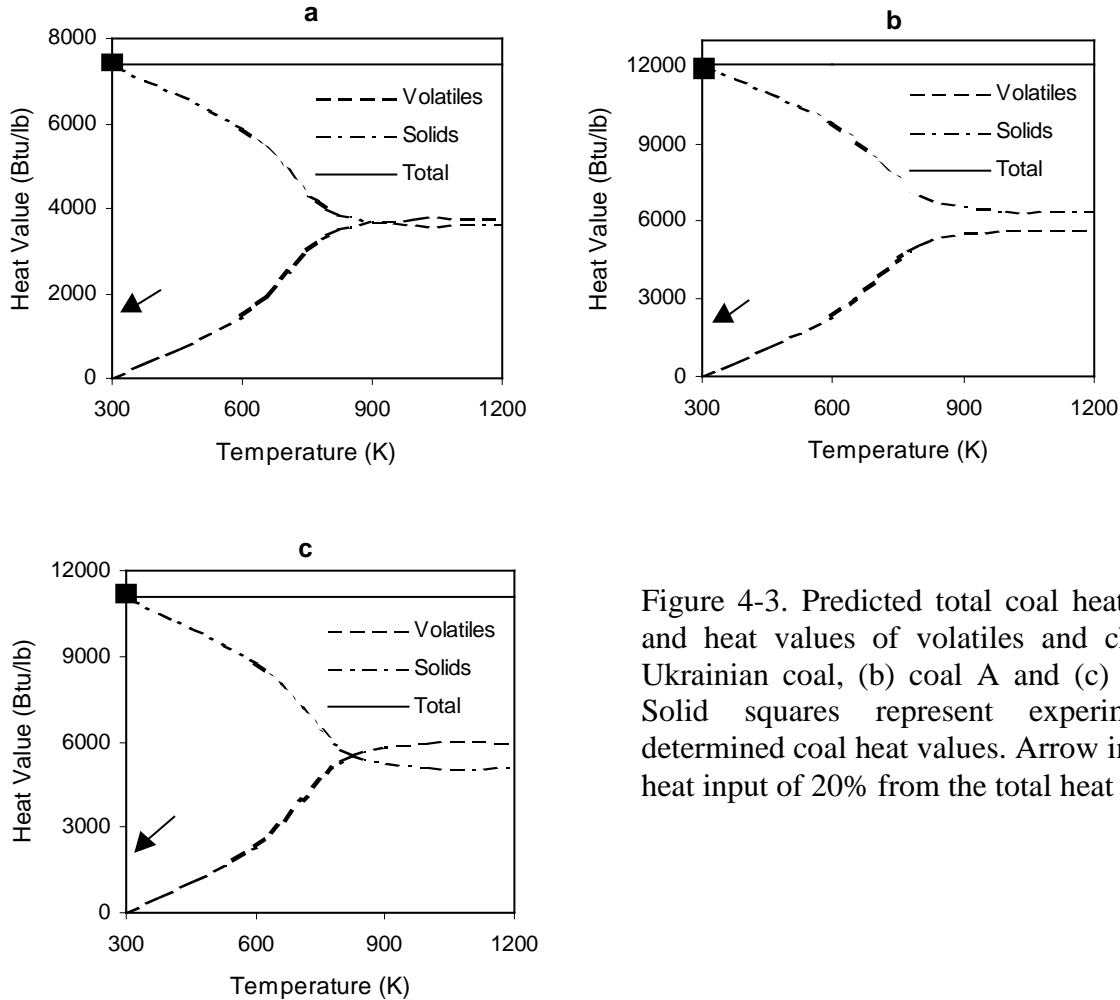 a
8000
6000
4000
2000
0
Heat Value (Btu/lb)
Volatiles
Solids
Total
300 600 900 1200
Temperature (K)
b
12000
9000
6000
3000
0
Heat Value (Btu/lb)
Volatiles
Solids
Total
300 600 900 1200
Temperature (K)
c
12000
9000
6000
3000
0
Heat Value (Btu/lb)
Volatiles
Solids
Total
300 600 900 1200
Temperature (K)
Figure 4-3. Predicted total coal heat
and heat values of volatiles and
Ukrainian coal, (b) coal A and (c)
Solid squares represent
determined coal heat values. Arrow
heat input of 20% from the total heat